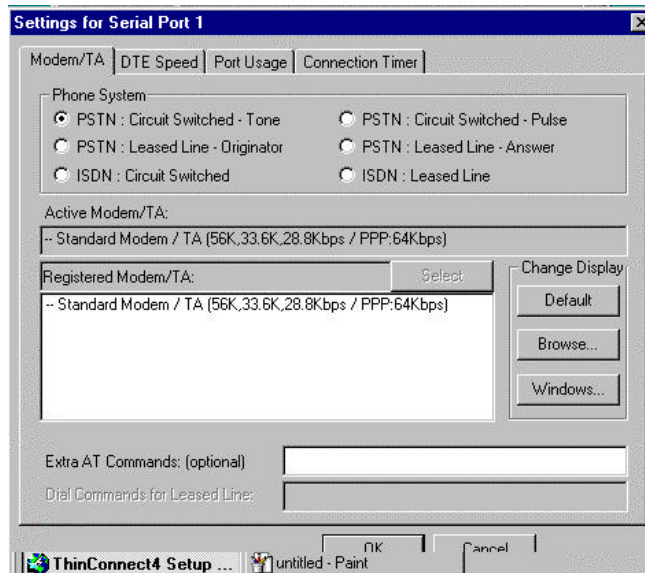 Settings for Serial Port 1
Modem/TA DTE Speed Port Usage Connection Timer
Phone System
PSTN : Circuit Switched - Tone PSTN : Circuit Switched - Pulse
PSTN : Leased Line - Originator PSTN : Leased Line - Answer
ISDN : Circuit Switched ISDN : Leased Line
Active Modem/TA:
-- Standard Modem / TA (56K,33.6K,28.8Kbps / PPP:64Kbps)
Registered Modem/TA: Select Change Display
-- Standard Modem / TA (56K,33.6K,28.8Kbps / PPP:64Kbps) Default
Browse...
Windows...
Extra AT Commands: (optional)
Dial Commands for Leased Line:
OK Cancel
ThinConnect4 Setup ... untitled - Paint